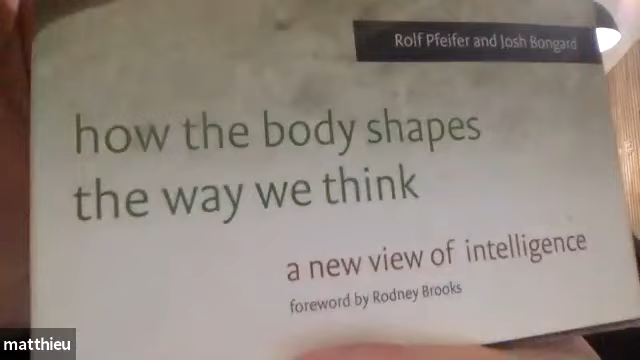 Rolf Pfeifer and Josh Bongard
how the body shapes
the way we think
a new view of intelligence
foreword by Rodney Brooks
matthieu